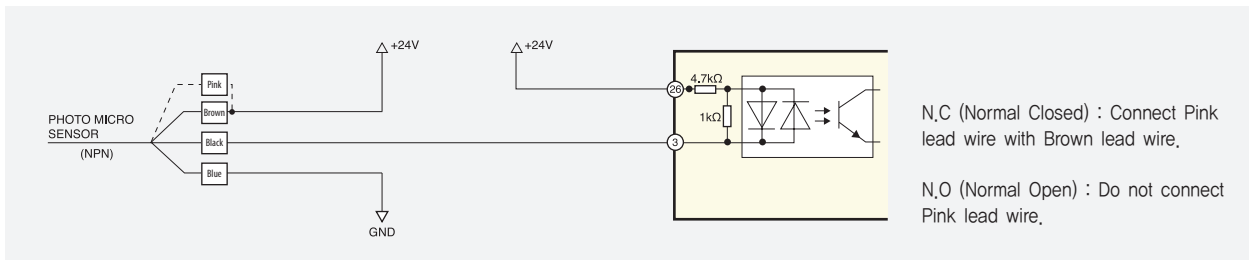 +24V
+24V
Pink
Brown
Black
Blue
PHOTO MICRO
SENSOR
(NPN)
GND
26
4.7kΩ
1kΩ
3
N.C (Normal Closed) : Connect Pink
lead wire with Brown lead wire.
N.O (Normal Open) : Do not connect
Pink lead wire.